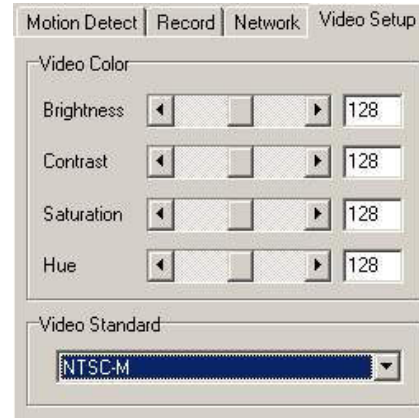 Motion Detect Record Network Video Setup
Video Color
Brightness 128
Contrast 128
Saturation 128
Hue 128
Video Standard
NTSC-M